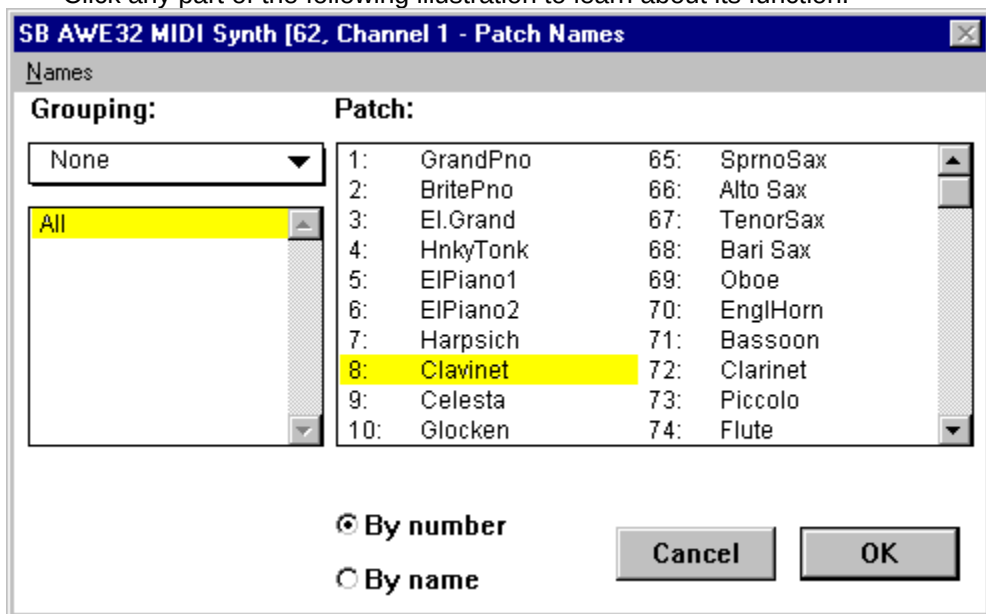 Click any part of the following illustration to learn about its function.
SB AWE32 MIDI Synth [62, Channel 1 - Patch Names
Names
Grouping: Patch:
None
All
1: GrandPno 65: SprnoSax
2: BritePno 66: Alto Sax
3: El.Grand 67: TenorSax
4: HnkyTonk 68: Bari Sax
5: ElPiano1 69: Oboe
6: ElPiano2 70: EnglHorn
7: Harpsich 71: Bassoon
8: Clavinet 72: Clarinet
9: Celesta 73: Piccolo
10: Glocken 74: Flute
By number
By name
Cancel OK